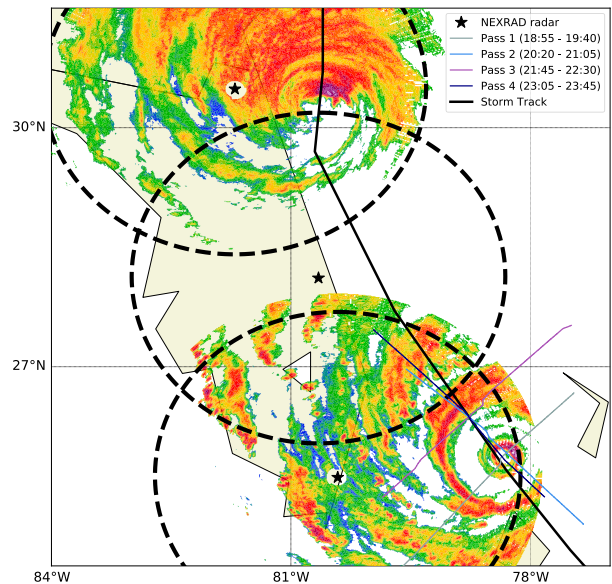 NEXRAD radar
Pass 1 (18:55 - 19:40)
Pass 2 (20:20 - 21:05)
Pass 3 (21:45 - 22:30)
Pass 4 (23:05 - 23:45)
Storm Track
30°N
27°N
84°W 81°W 78°W